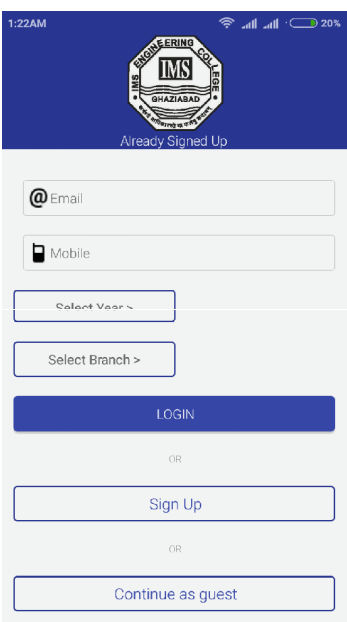 1:22AM 20%
IMS ENGINEERING COLLEGE
IMS
GHAZIABAD
Already Signed Up
@ Email
Mobile
Select Year >
Select Branch >
LOGIN
OR
Sign Up
OR
Continue as guest